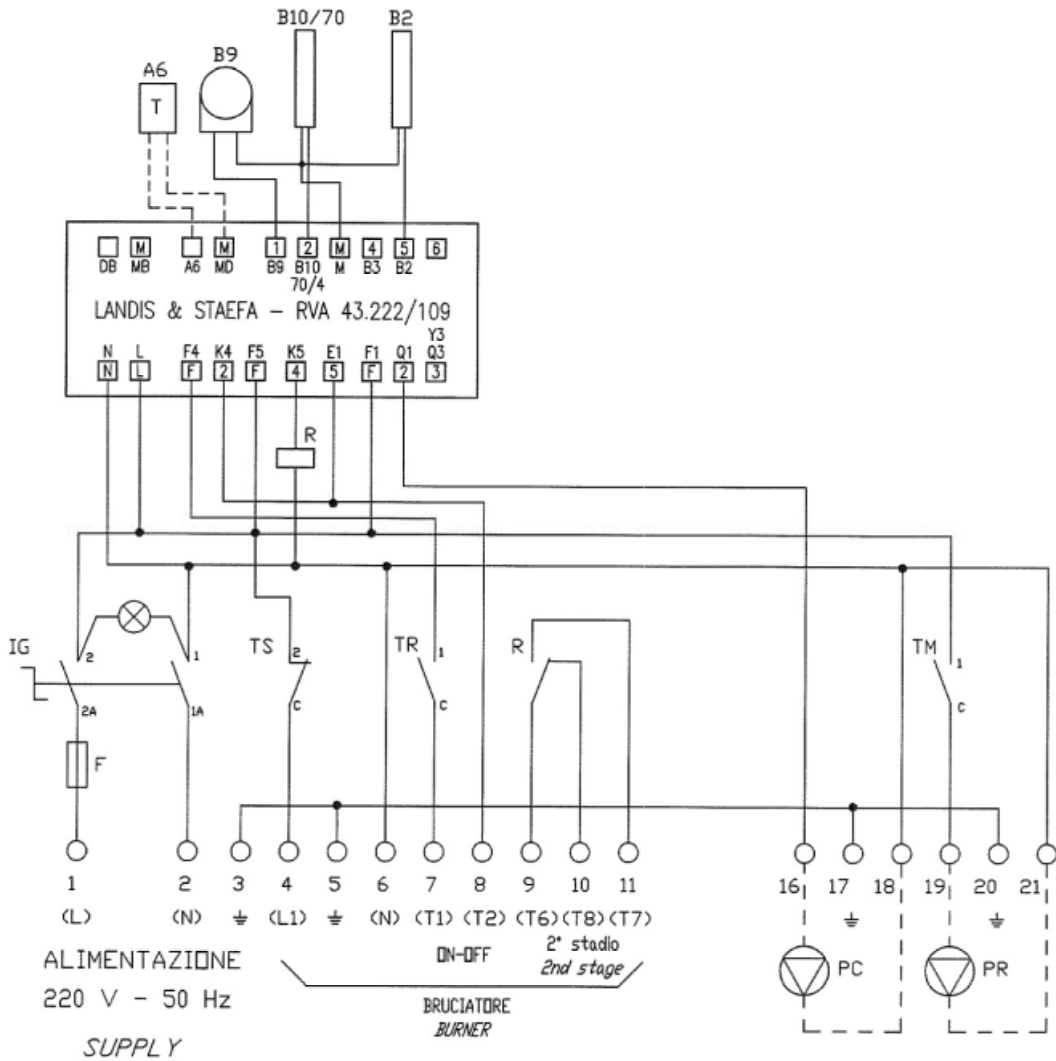 B10/70 B2
B9
A6
T
1 2 M 4 5 6
M M
DB MB A6 MD B9 B10 M B3 B2
70/4
LANDIS & STAEFA - RVA 43.222/109
Y3
N L F4 K4 F5 K5 E1 F1 Q1 Q3
N L F 2 F 4 5 F 2 3
R
IG 2 1 TS 2 TR 1 R TM 1
2A 1A C C C
F
1 2 3 4 5 6 7 8 9 10 11 16 17 18 19 20 21
(L) (N) ⏚ (L1) ⏚ (N) (T1) (T2) (T6) (T8) (T7) ⏚ ⏚
ALIMENTAZIONE ON-OFF 2° stadio
2nd stage
PC PR
220 V - 50 Hz BRUCIATORE
BURNER
SUPPLY